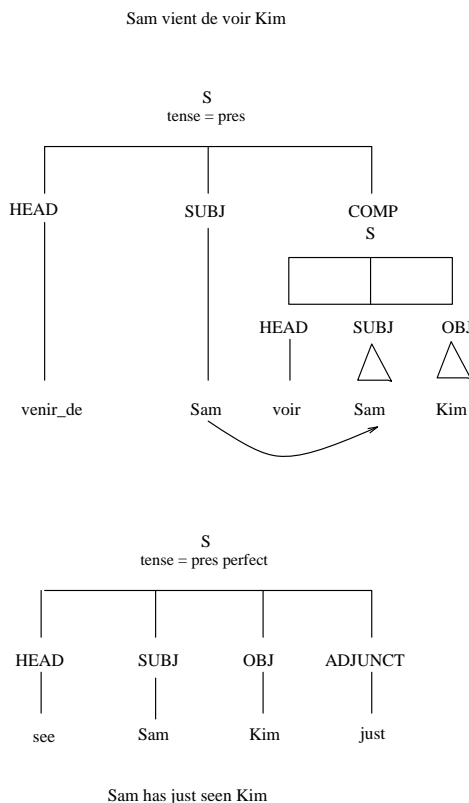 Sam vient de voir Kim
S
tense = pres
HEAD SUBJ COMP
S
HEAD SUBJ OBJ
venir_de Sam voir Sam Kim
S
tense = pres perfect
HEAD SUBJ OBJ ADJUNCT
see Sam Kim just
Sam has just seen Kim